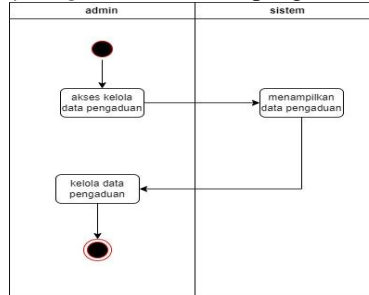 admin
sistem
akses kelola
data pengaduan
menampilkan
data pengaduan
kelola data
pengaduan